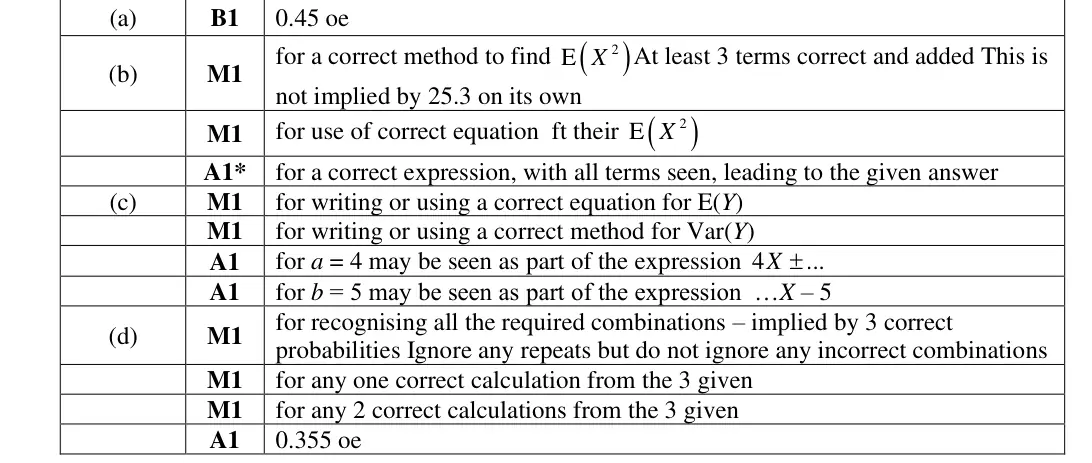 (a) B1 0.45 oe
(b) M1 for a correct method to find E(X²) At least 3 terms correct and added This is
not implied by 25.3 on its own
M1 for use of correct equation ft their E(X²)
A1* for a correct expression, with all terms seen, leading to the given answer
(c) M1 for writing or using a correct equation for E(Y)
M1 for writing or using a correct method for Var(Y)
A1 for a = 4 may be seen as part of the expression 4X ±...
A1 for b = 5 may be seen as part of the expression …X – 5
(d) M1 for recognising all the required combinations – implied by 3 correct
probabilities Ignore any repeats but do not ignore any incorrect combinations
M1 for any one correct calculation from the 3 given
M1 for any 2 correct calculations from the 3 given
A1 0.355 oe